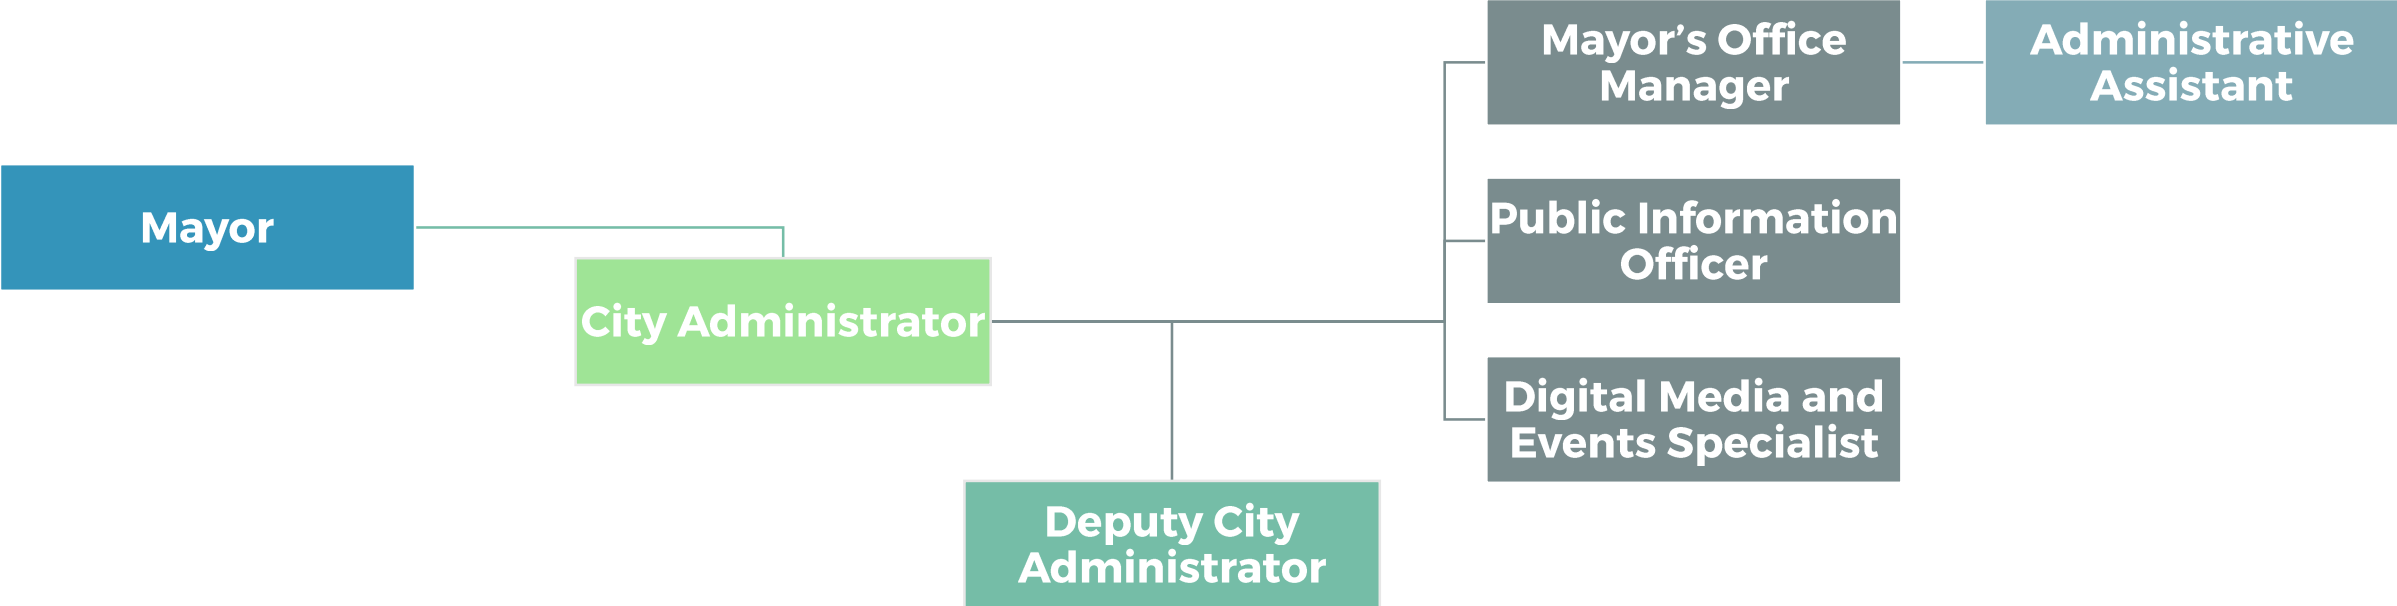 Mayor
City Administrator
Deputy City
Administrator
Mayor’s Office
Manager
Administrative
Assistant
Public Information
Officer
Digital Media and
Events Specialist